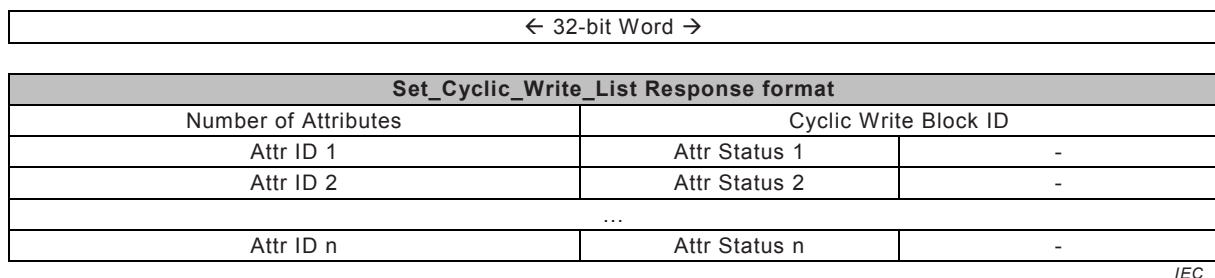 ← 32-bit Word →
Set_Cyclic_Write_List Response format
Number of Attributes Cyclic Write Block ID
Attr ID 1 Attr Status 1 -
Attr ID 2 Attr Status 2 -
…
Attr ID n Attr Status n -
IEC